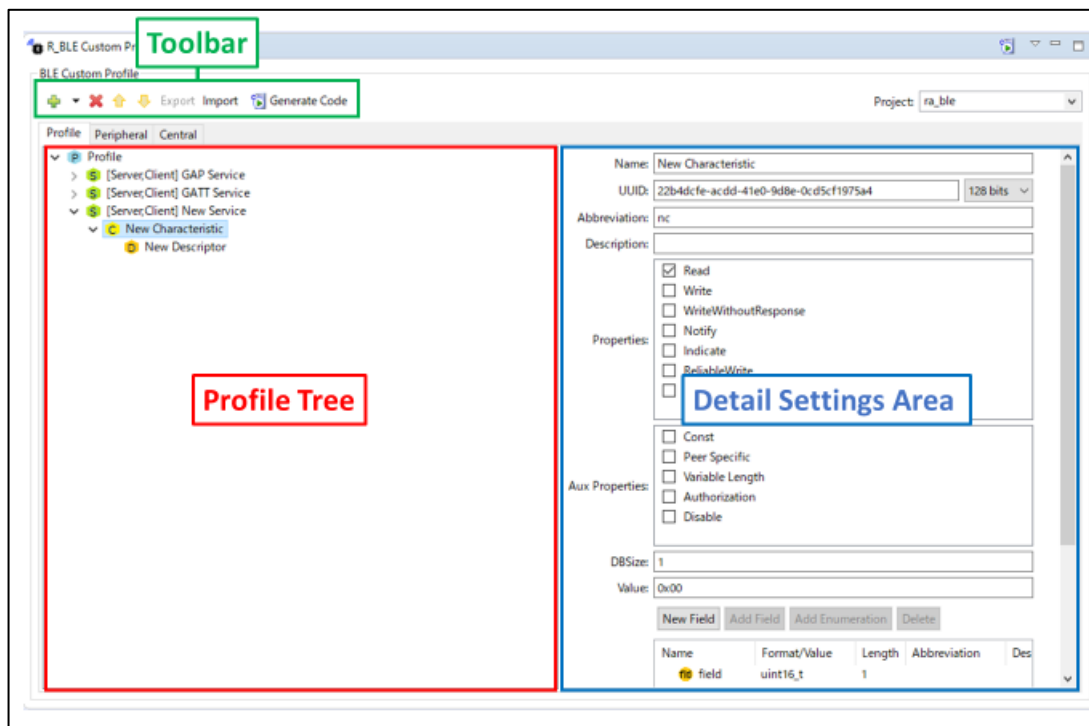 R_BLE Custom Pr
Toolbar
BLE Custom Profile
Export Import Generate Code
Project: ra_ble
Profile Peripheral Central
P Profile
S [Server,Client] GAP Service
S [Server,Client] GATT Service
S [Server,Client] New Service
C New Characteristic
D New Descriptor
Profile Tree
Name: New Characteristic
UUID: 22b4dcfe-acdd-41e0-9d8e-0cd5cf1975a4 128 bits
Abbreviation: nc
Description:
Properties:
Read
Write
WriteWithoutResponse
Notify
Indicate
ReliableWrite
Detail Settings Area
Aux Properties:
Const
Peer Specific
Variable Length
Authorization
Disable
DBSize: 1
Value: 0x00
New Field Add Field Add Enumeration Delete
Name Format/Value Length Abbreviation Des
fld field uint16_t 1